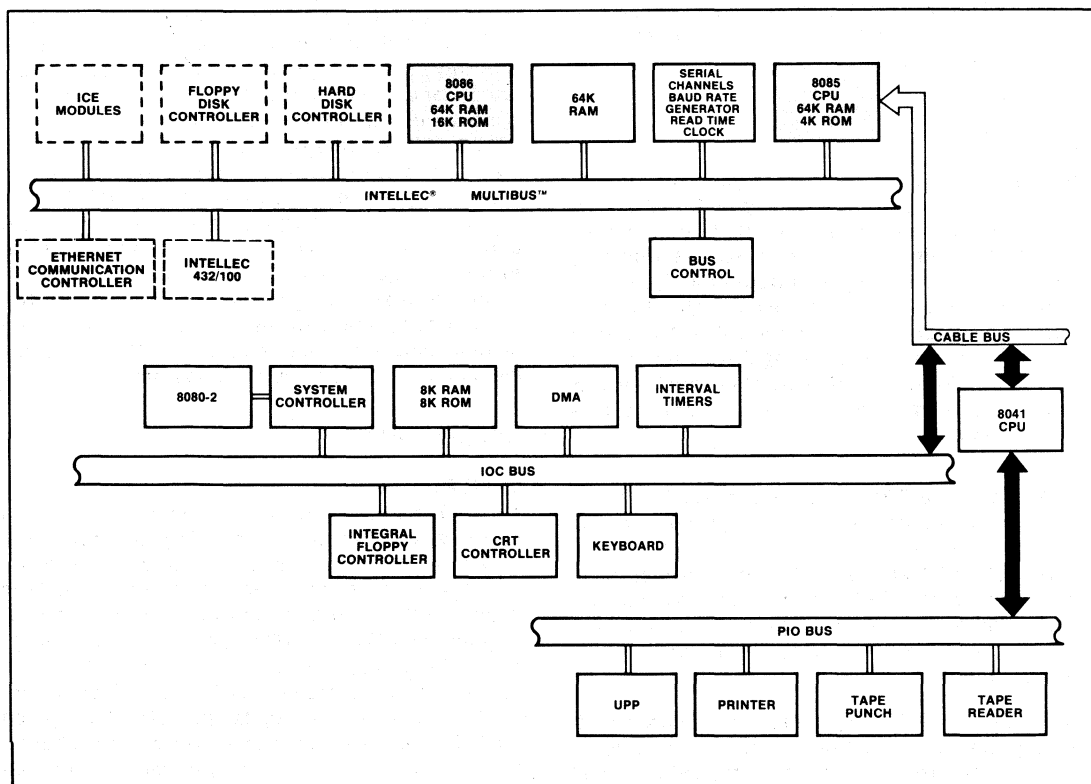 ICE
MODULES
FLOPPY
DISK
CONTROLLER
HARD
DISK
CONTROLLER
8086
CPU
64K RAM
16K ROM
64K
RAM
SERIAL
CHANNELS
BAUD RATE
GENERATOR
READ TIME
CLOCK
8085
CPU
64K RAM
4K ROM
INTELLEC® MULTIBUS™
ETHERNET
COMMUNICATION
CONTROLLER
INTELLEC
432/100
BUS
CONTROL
CABLE BUS
8080-2
SYSTEM
CONTROLLER
8K RAM
8K ROM
DMA
INTERVAL
TIMERS
8041
CPU
IOC BUS
INTEGRAL
FLOPPY
CONTROLLER
CRT
CONTROLLER
KEYBOARD
PIO BUS
UPP
PRINTER
TAPE
PUNCH
TAPE
READER